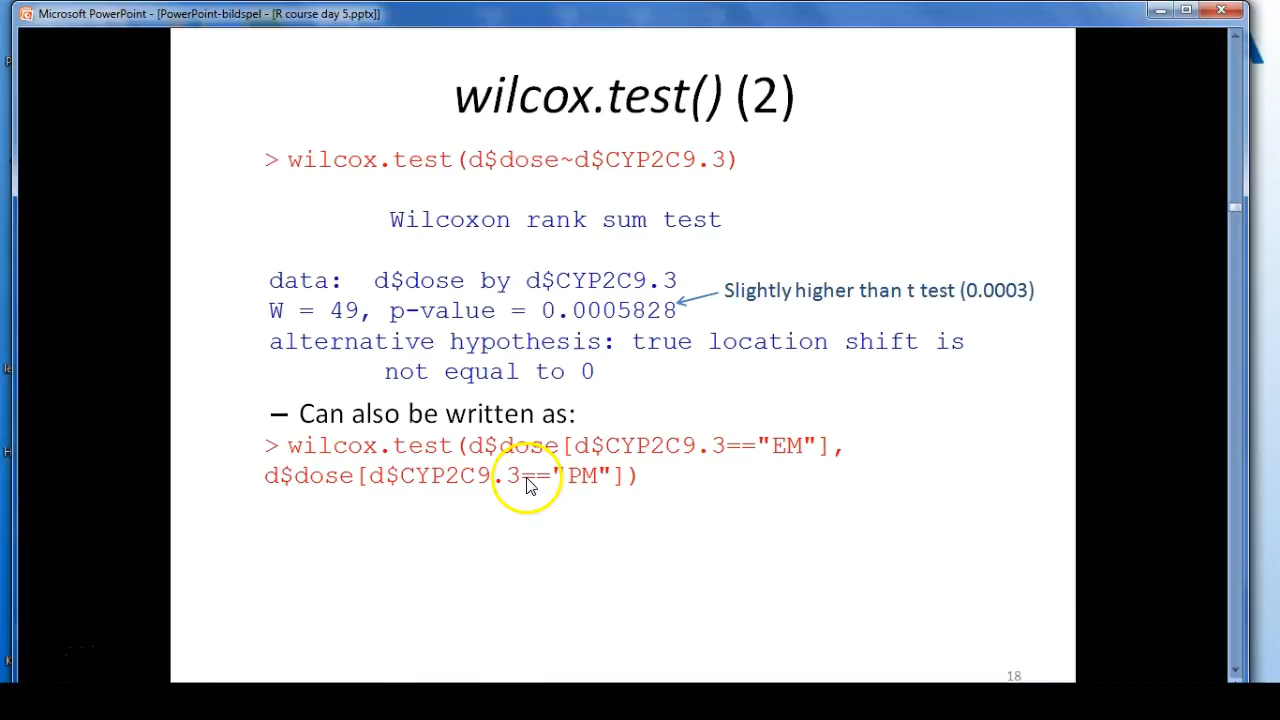 Microsoft PowerPoint - [PowerPoint-bildspel - [R course day 5.pptx]]
wilcox.test() (2)
> wilcox.test(d$dose~d$CYP2C9.3)
Wilcoxon rank sum test
data: d$dose by d$CYP2C9.3
W = 49, p-value = 0.0005828
Slightly higher than t test (0.0003)
alternative hypothesis: true location shift is
not equal to 0
– Can also be written as:
> wilcox.test(d$dose[d$CYP2C9.3=="EM"],
d$dose[d$CYP2C9.3=="PM"])
18